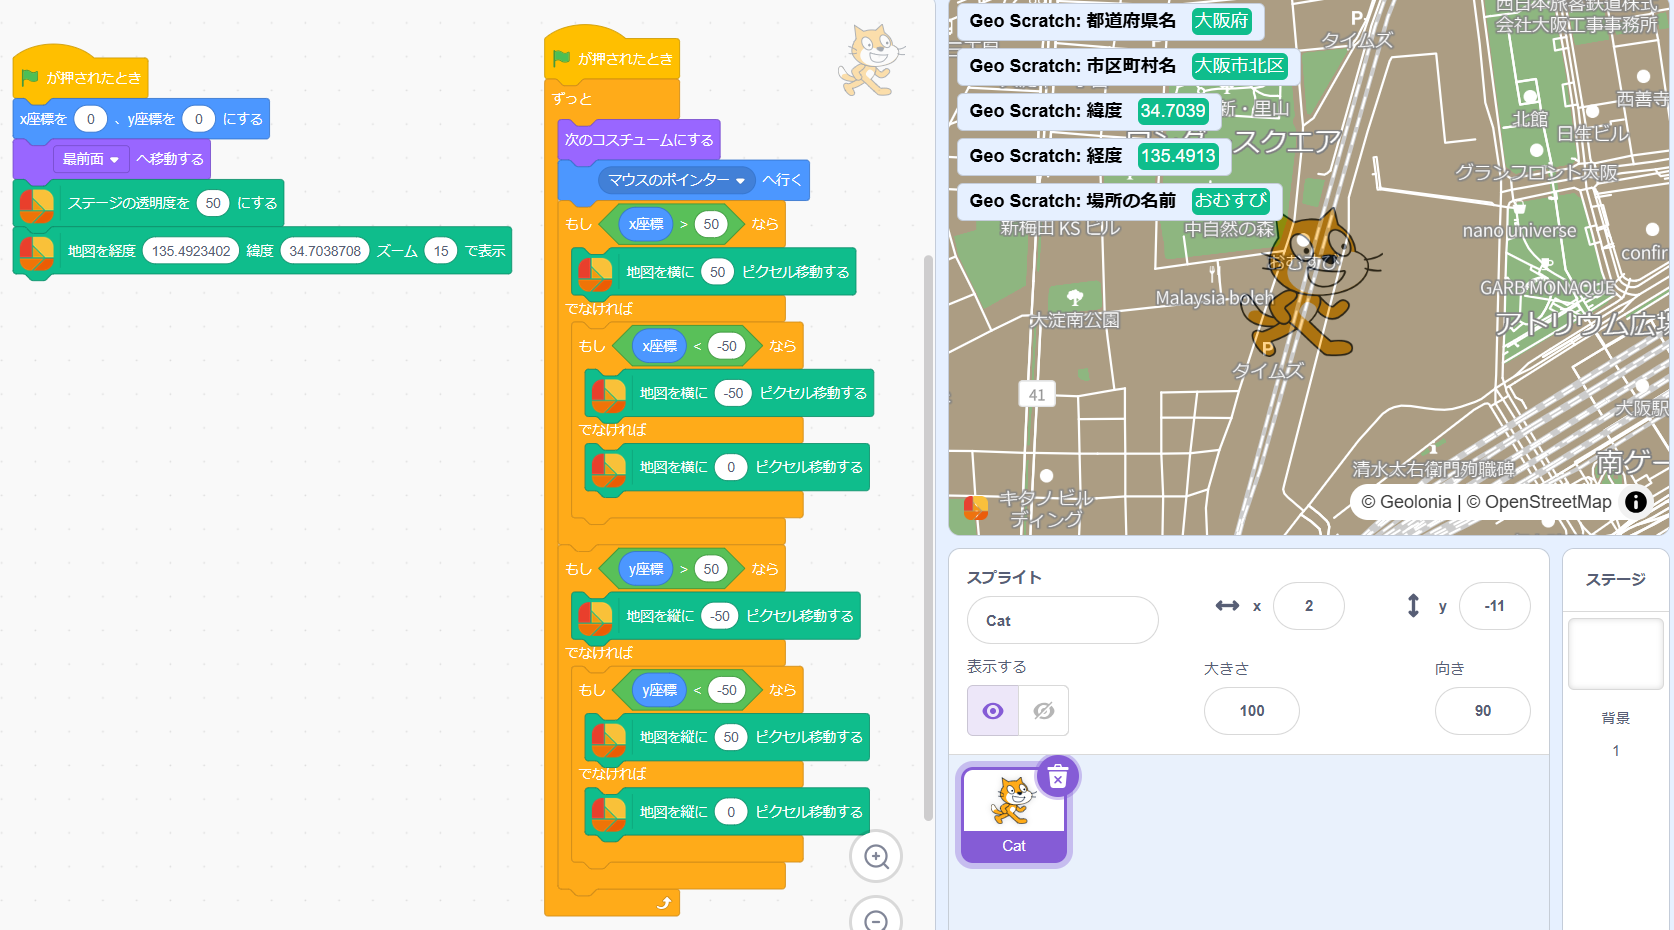 が押されたとき
x座標を 0 、y座標を 0 にする
最前面 へ移動する
ステージの透明度を 50 にする
地図を経度 135.4923402 緯度 34.7038708 ズーム 15 で表示
が押されたとき
ずっと
次のコスチュームにする
マウスのポインター へ行く
もし x座標 > 50 なら
地図を横に 50 ピクセル移動する
でなければ
もし x座標 < -50 なら
地図を横に -50 ピクセル移動する
でなければ
地図を横に 0 ピクセル移動する
もし y座標 > 50 なら
地図を縦に -50 ピクセル移動する
でなければ
もし y座標 < -50 なら
地図を縦に 50 ピクセル移動する
でなければ
地図を縦に 0 ピクセル移動する
Geo Scratch: 都道府県名 大阪府
Geo Scratch: 市区町村名 大阪市北区
Geo Scratch: 緯度 34.7039
Geo Scratch: 経度 135.4913
Geo Scratch: 場所の名前 おむすび
西日本旅客鉄道株式
会社大阪工事事務所
P
タイムズ
西善寺
新・里山
北館
日生ビル
スクエア
グランフロント大阪
新梅田 KS ビル
中自然の森
nano universe
confir
おむすび
GARB MONAQUE
Malaysia boleh
大淀南公園
アトリウム広場
P
タイムズ
41
大阪駅
清水太右衛門殉職碑
南ゲー
キタノビル
ディング
© Geolonia | © OpenStreetMap
スプライト
Cat
x 2
y -11
表示する
大きさ
100
向き
90
Cat
ステージ
背景
1